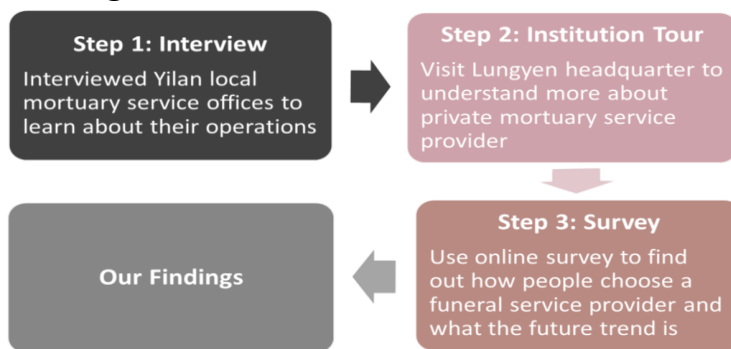 Step 1: Interview
Interviewed Yilan local
mortuary service offices to
learn about their operations
Step 2: Institution Tour
Visit Lungyen headquarter to
understand more about
private mortuary service
provider
Step 3: Survey
Use online survey to find
out how people choose a
funeral service provider and
what the future trend is
Our Findings